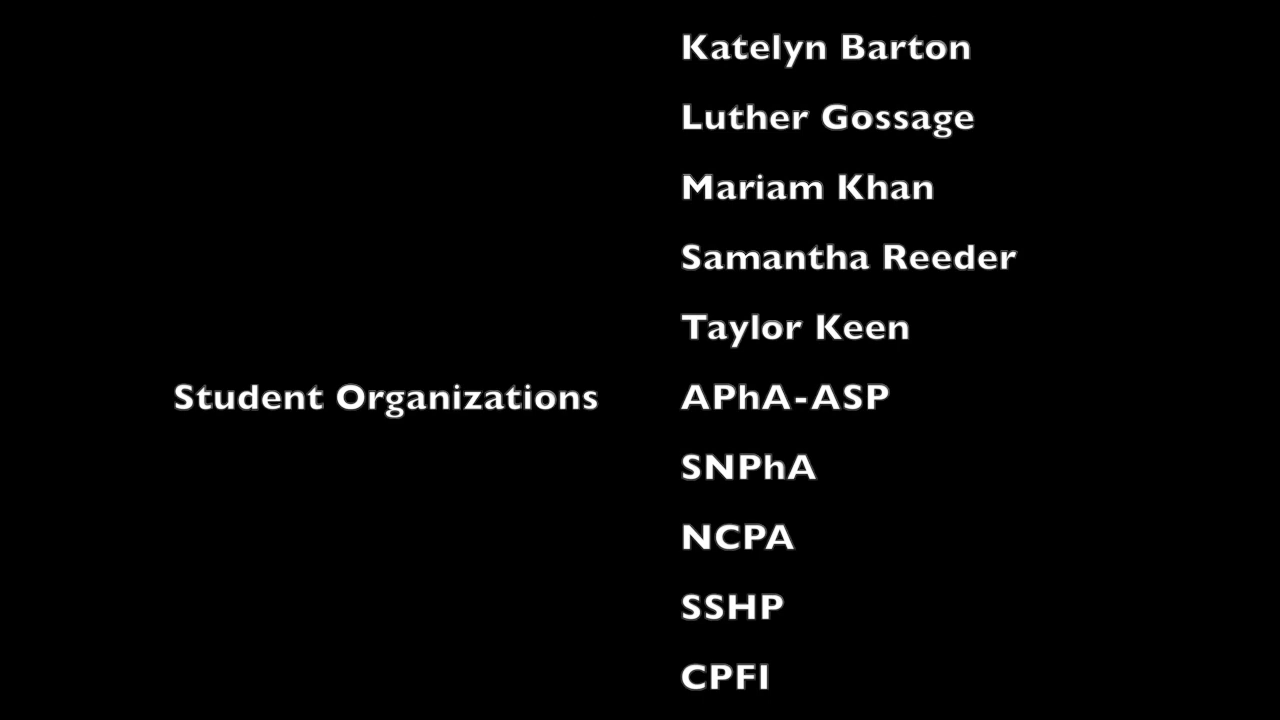 Katelyn Barton
Luther Gossage
Mariam Khan
Samantha Reeder
Taylor Keen
Student Organizations APhA-ASP
SNPhA
NCPA
SSHP
CPFI